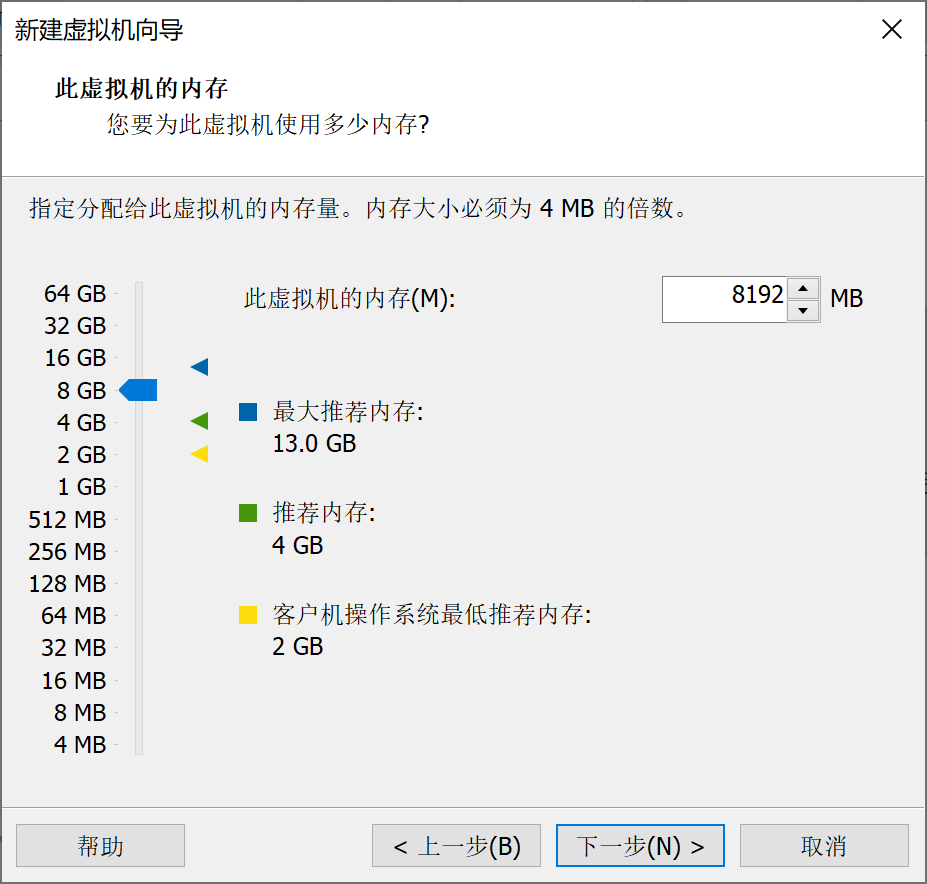 新建虚拟机向导
此虚拟机的内存
您要为此虚拟机使用多少内存?
指定分配给此虚拟机的内存量。内存大小必须为 4 MB 的倍数。
64 GB
32 GB
16 GB
8 GB
4 GB
2 GB
1 GB
512 MB
256 MB
128 MB
64 MB
32 MB
16 MB
8 MB
4 MB
此虚拟机的内存(M): 8192 MB
最大推荐内存:
13.0 GB
推荐内存:
4 GB
客户机操作系统最低推荐内存:
2 GB
帮助 < 上一步(B) 下一步(N) > 取消